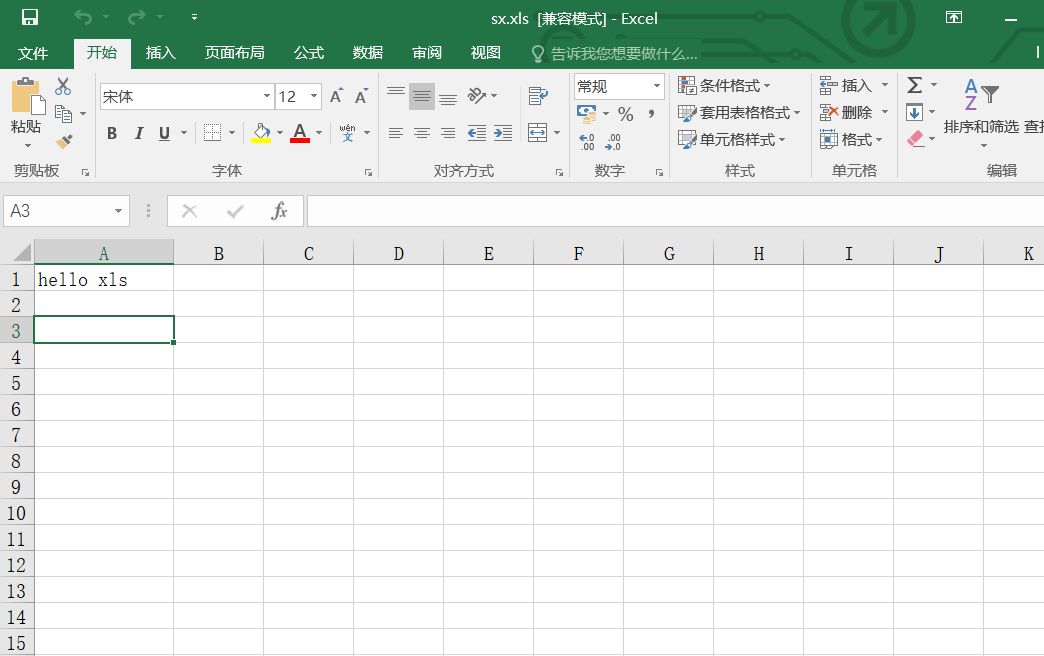 sx.xls [兼容模式] - Excel
文件 开始 插入 页面布局 公式 数据 审阅 视图 告诉我您想要做什么...
宋体 12 A A 常规 条件格式 插入 Σ A Z
粘贴 B I U A wén 文 % , 套用表格格式 删除 排序和筛选
.0 .00 .00 .0 单元格样式 格式
剪贴板 字体 对齐方式 数字 样式 单元格 编辑
A3 fx
A B C D E F G H I J K
1 hello xls
2
3
4
5
6
7
8
9
10
11
12
13
14
15